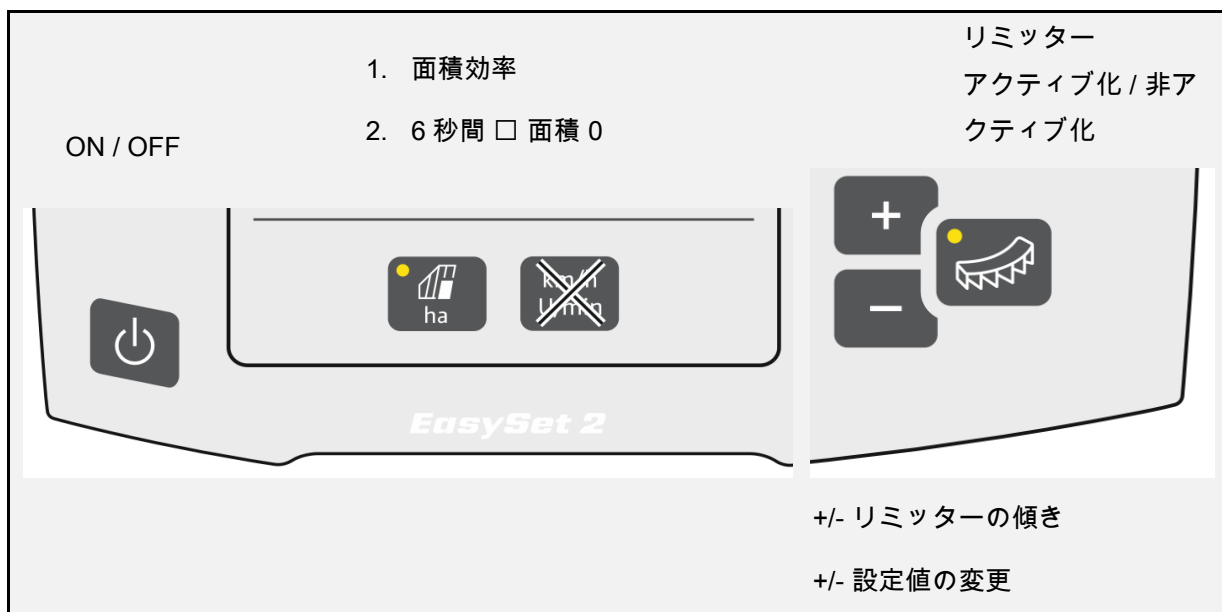 ON / OFF
1. 面積効率
2. 6 秒間 □ 面積 0
リミッター
アクティブ化 / 非ア
クティブ化
ha
km/h
U/min
+
−
EasySet 2
+/- リミッターの傾き
+/- 設定値の変更